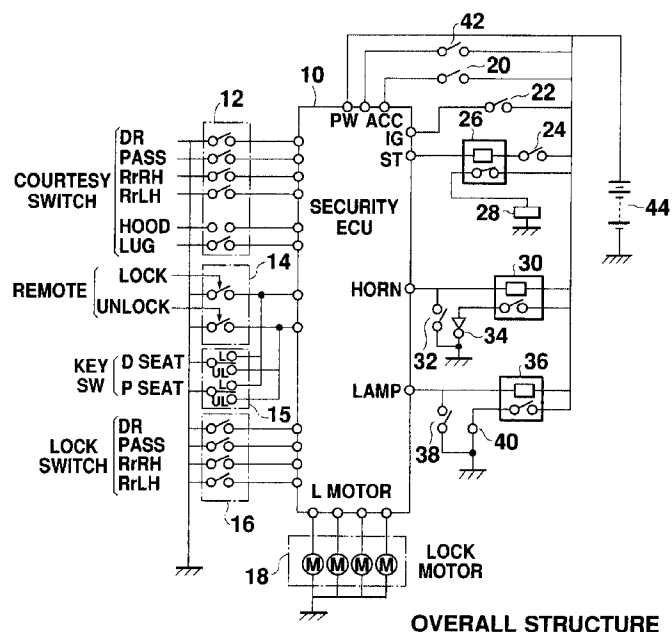 42
10
20
12
22
PW ACC
IG
26
24
ST
DR
PASS
RrRH
RrLH
COURTESY
SWITCH
SECURITY
ECU
28
44
HOOD
LUG
14
LOCK
REMOTE
UNLOCK
HORN
30
32
34
KEY
SW
D SEAT
P SEAT
L
UL
L
UL
15
LAMP
36
38
40
DR
PASS
RrRH
RrLH
LOCK
SWITCH
16
L MOTOR
18
M M M M
LOCK
MOTOR
OVERALL STRUCTURE